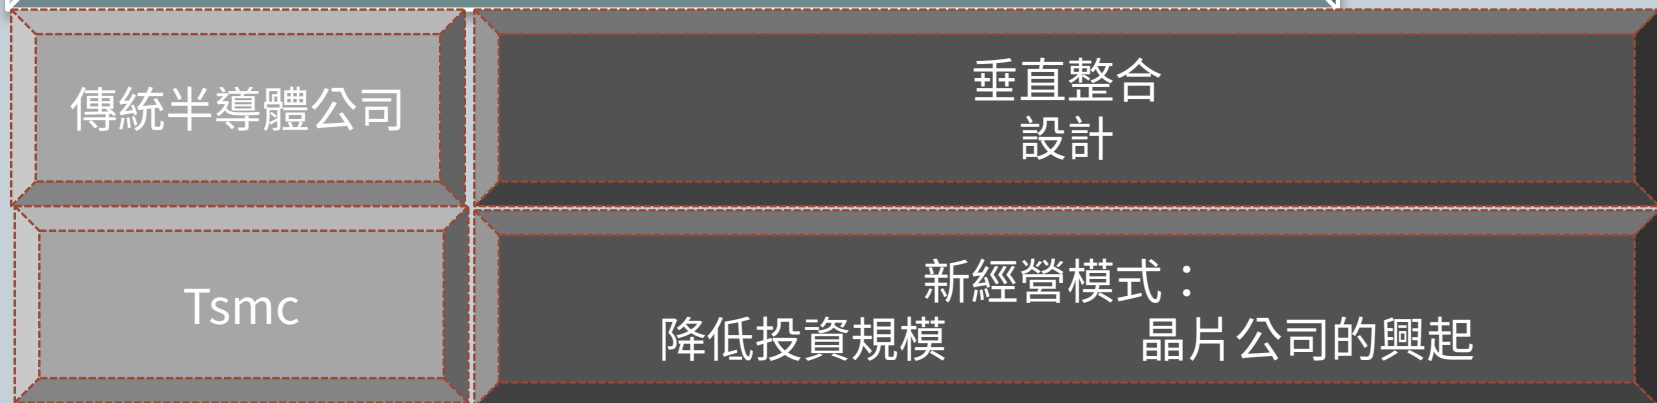 傳統半導體公司
垂直整合
設計
Tsmc
新經營模式：
降低投資規模 晶片公司的興起